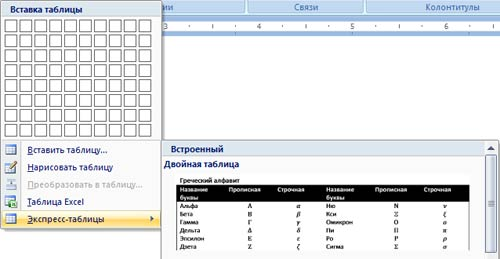 Вставка таблицы
ии
Связи
Колонтитулы
3 4 5 6
Вставить таблицу...
Нарисовать таблицу
Преобразовать в таблицу...
Таблица Excel
Экспресс-таблицы
Встроенный
Двойная таблица
Греческий алфавит
Название буквы Прописная Строчная Название буквы Прописная Строчная
Альфа Α α Ню Ν ν
Бета Β β Кси Ξ ξ
Гамма Γ γ Омикрон Ο ο
Дельта Δ δ Пи Π π
Эпсилон Ε ε Ро Ρ ρ
Дзета Ζ ζ Сигма Σ σ